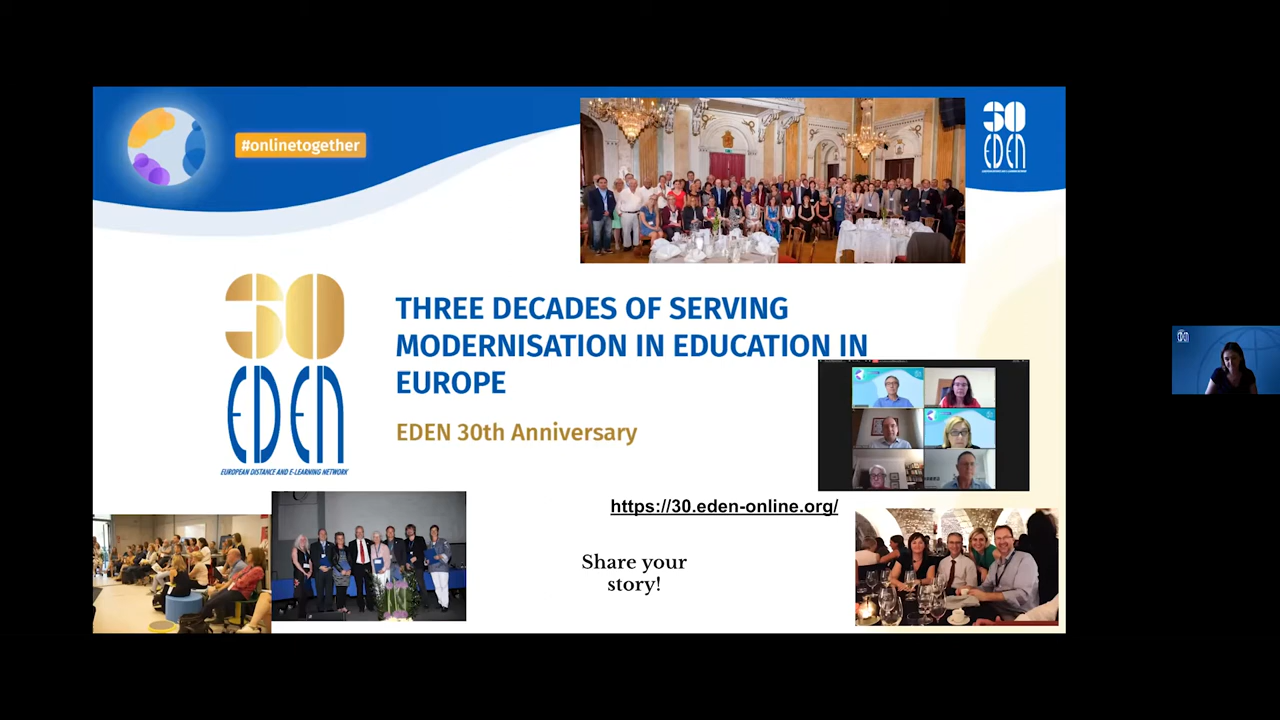 #onlinetogether
30
EDEN
30
EDEN
EUROPEAN DISTANCE AND E-LEARNING NETWORK
THREE DECADES OF SERVING
MODERNISATION IN EDUCATION IN
EUROPE
EDEN 30th Anniversary
https://30.eden-online.org/
Share your
story!
EDEN